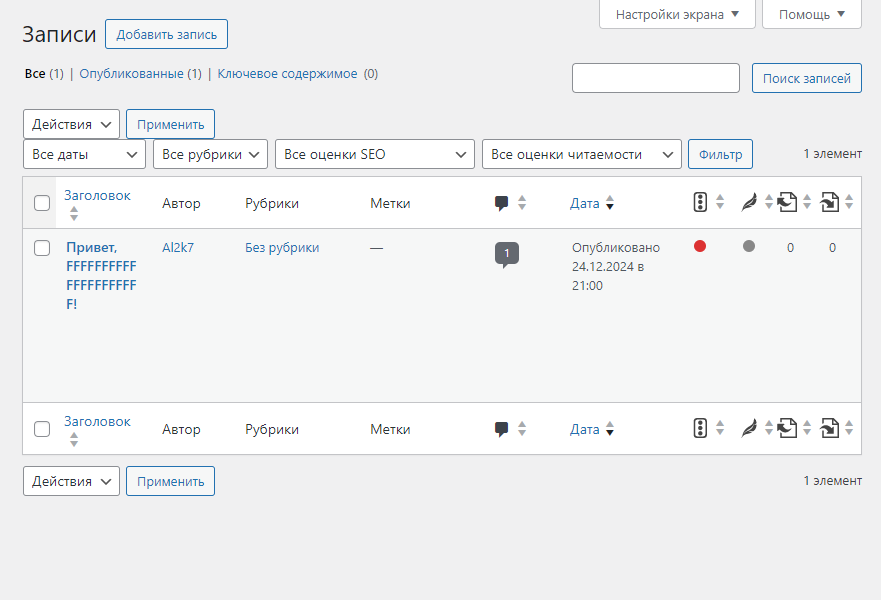 Настройки экрана
Помощь
Записи
Добавить запись
Все (1) | Опубликованные (1) | Ключевое содержимое (0)
Поиск записей
Действия
Применить
Все даты
Все рубрики
Все оценки SEO
Все оценки читаемости
Фильтр
1 элемент
Заголовок
Автор
Рубрики
Метки
Дата
Привет,
FFFFFFFFFF
FFFFFFFFFF
F!
Al2k7
Без рубрики
—
1
Опубликовано
24.12.2024 в
21:00
0
0
Заголовок
Автор
Рубрики
Метки
Дата
Действия
Применить
1 элемент